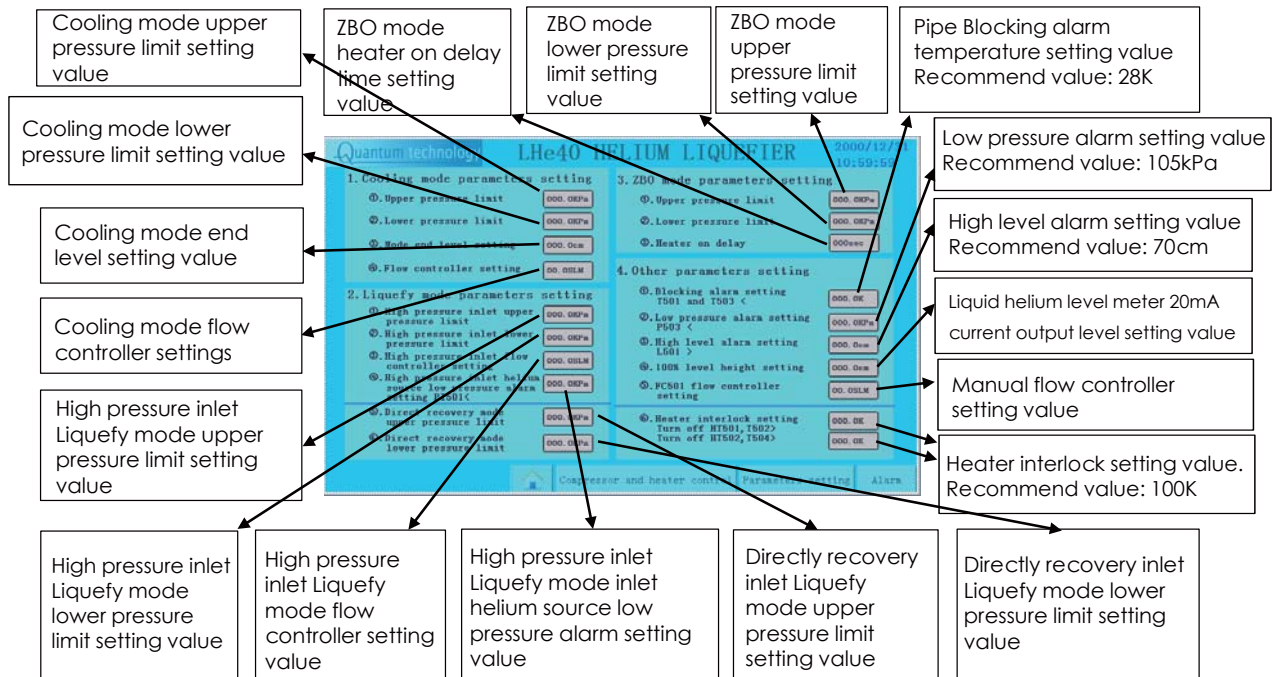 Cooling mode upper
pressure limit setting
value
ZBO mode
heater on delay
time setting
value
ZBO mode
lower pressure
limit setting
value
ZBO mode
upper
pressure limit
setting value
Pipe Blocking alarm
temperature setting value
Recommend value: 28K
Cooling mode lower
pressure limit setting value
Cooling mode end
level setting value
Cooling mode flow
controller settings
High pressure inlet
Liquefy mode upper
pressure limit setting
value
Quantum technology
LHe40 HELIUM LIQUEFIER
2000/12/
10:59:59
1.Cooling mode parameters setting
①.Upper pressure limit
000.0KPa
②.Lower pressure limit
000.0KPa
③.Mode end level setting
000.0cm
④.Flow controller setting
00.0SLM
2.Liquefy mode parameters setting
①.High pressure inlet upper
pressure limit
000.0KPa
②.High pressure inlet lower
pressure limit
000.0KPa
③.High pressure inlet flow
controller setting
000.0SLM
④.High pressure inlet helium
source low pressure alarm
setting PI501<
000.0KPa
⑤.Direct recovery mode
upper pressure limit
000.0KPa
⑥.Direct recovery mode
lower pressure limit
000.0KPa
3.ZBO mode parameters setting
①.Upper pressure limit
000.0KPa
②.Lower pressure limit
000.0KPa
③.Heater on delay
000sec
4.Other parameters setting
①.Blocking alarm setting
T501 and T503 <
000.0K
②.Low pressure alarm setting
P503 <
000.0KPa
③.High level alarm setting
L501 >
000.0cm
④.100% level height setting
000.0cm
⑤.FC501 flow controller
setting
00.0SLM
⑥.Heater interlock setting
Turn off HT501,T502>
000.0K
Turn off HT502,T504>
000.0K
Compressor and heater control
Parameters setting
Alarm
Low pressure alarm setting value
Recommend value: 105kPa
High level alarm setting value
Recommend value: 70cm
Liquid helium level meter 20mA
current output level setting value
Manual flow controller
setting value
Heater interlock setting value.
Recommend value: 100K
High pressure inlet
Liquefy mode
lower pressure
limit setting value
High pressure
inlet Liquefy
mode flow
controller setting
value
High pressure inlet
Liquefy mode inlet
helium source low
pressure alarm setting
value
Directly recovery
inlet Liquefy
mode upper
pressure limit
setting value
Directly recovery inlet
Liquefy mode lower
pressure limit setting
value